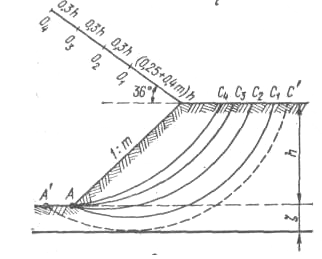 0,3h
0,3h
0,3h
(0,25+0,4m)h
O₄
O₃
O₂
O₁
36°
C₄ C₃ C₂ C₁ C'
1:m
h
A' A
ζ